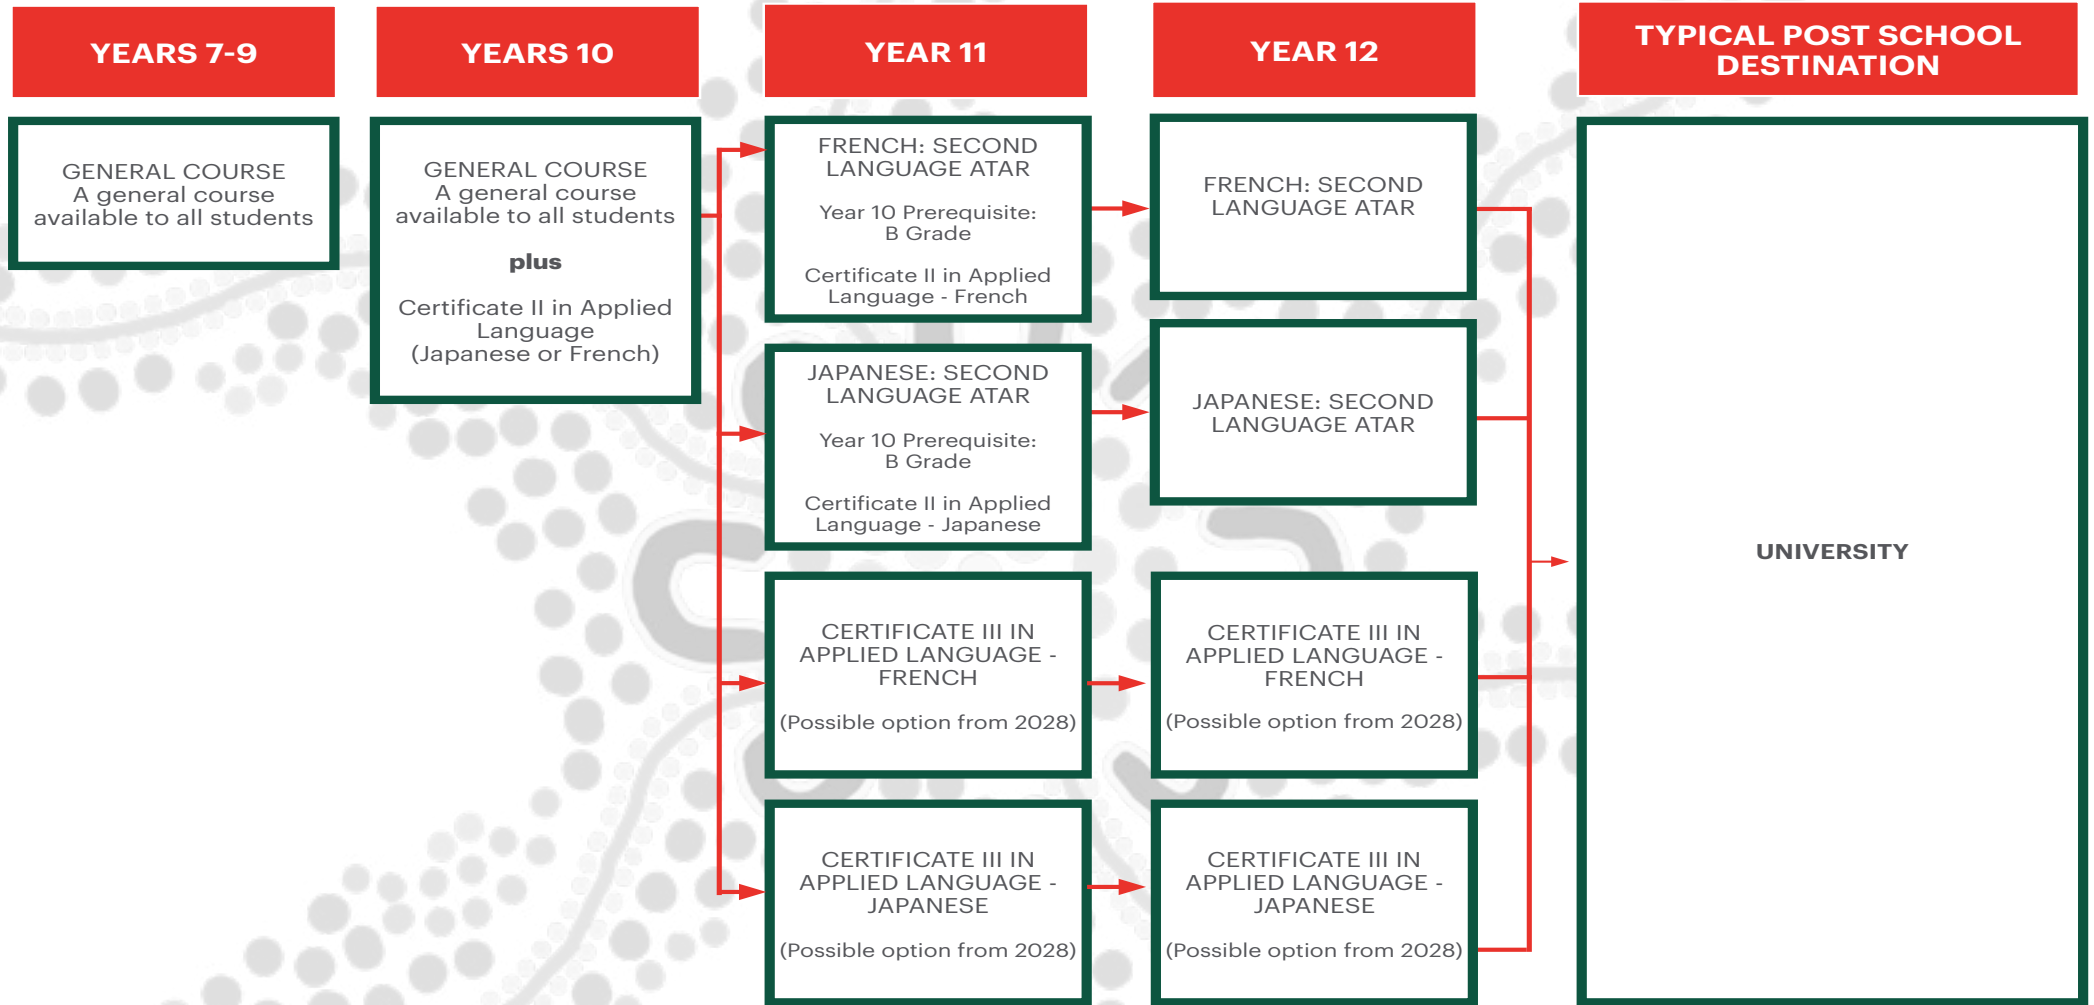 YEARS 7-9
YEARS 10
YEAR 11
YEAR 12
TYPICAL POST SCHOOL
DESTINATION
GENERAL COURSE
A general course
available to all students
GENERAL COURSE
A general course
available to all students
plus
Certificate II in Applied
Language
(Japanese or French)
FRENCH: SECOND
LANGUAGE ATAR
Year 10 Prerequisite:
B Grade
Certificate II in Applied
Language - French
JAPANESE: SECOND
LANGUAGE ATAR
Year 10 Prerequisite:
B Grade
Certificate II in Applied
Language - Japanese
CERTIFICATE III IN
APPLIED LANGUAGE -
FRENCH
(Possible option from 2028)
CERTIFICATE III IN
APPLIED LANGUAGE -
JAPANESE
(Possible option from 2028)
FRENCH: SECOND
LANGUAGE ATAR
JAPANESE: SECOND
LANGUAGE ATAR
CERTIFICATE III IN
APPLIED LANGUAGE -
FRENCH
(Possible option from 2028)
CERTIFICATE III IN
APPLIED LANGUAGE -
JAPANESE
(Possible option from 2028)
UNIVERSITY